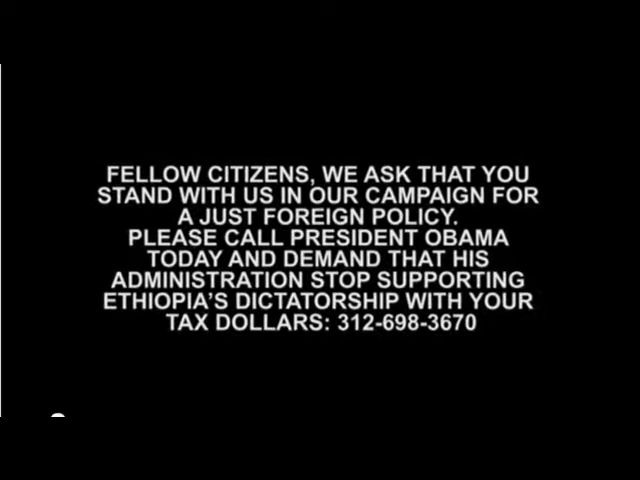 FELLOW CITIZENS, WE ASK THAT YOU
STAND WITH US IN OUR CAMPAIGN FOR
A JUST FOREIGN POLICY.
PLEASE CALL PRESIDENT OBAMA
TODAY AND DEMAND THAT HIS
ADMINISTRATION STOP SUPPORTING
ETHIOPIA'S DICTATORSHIP WITH YOUR
TAX DOLLARS: 312-698-3670